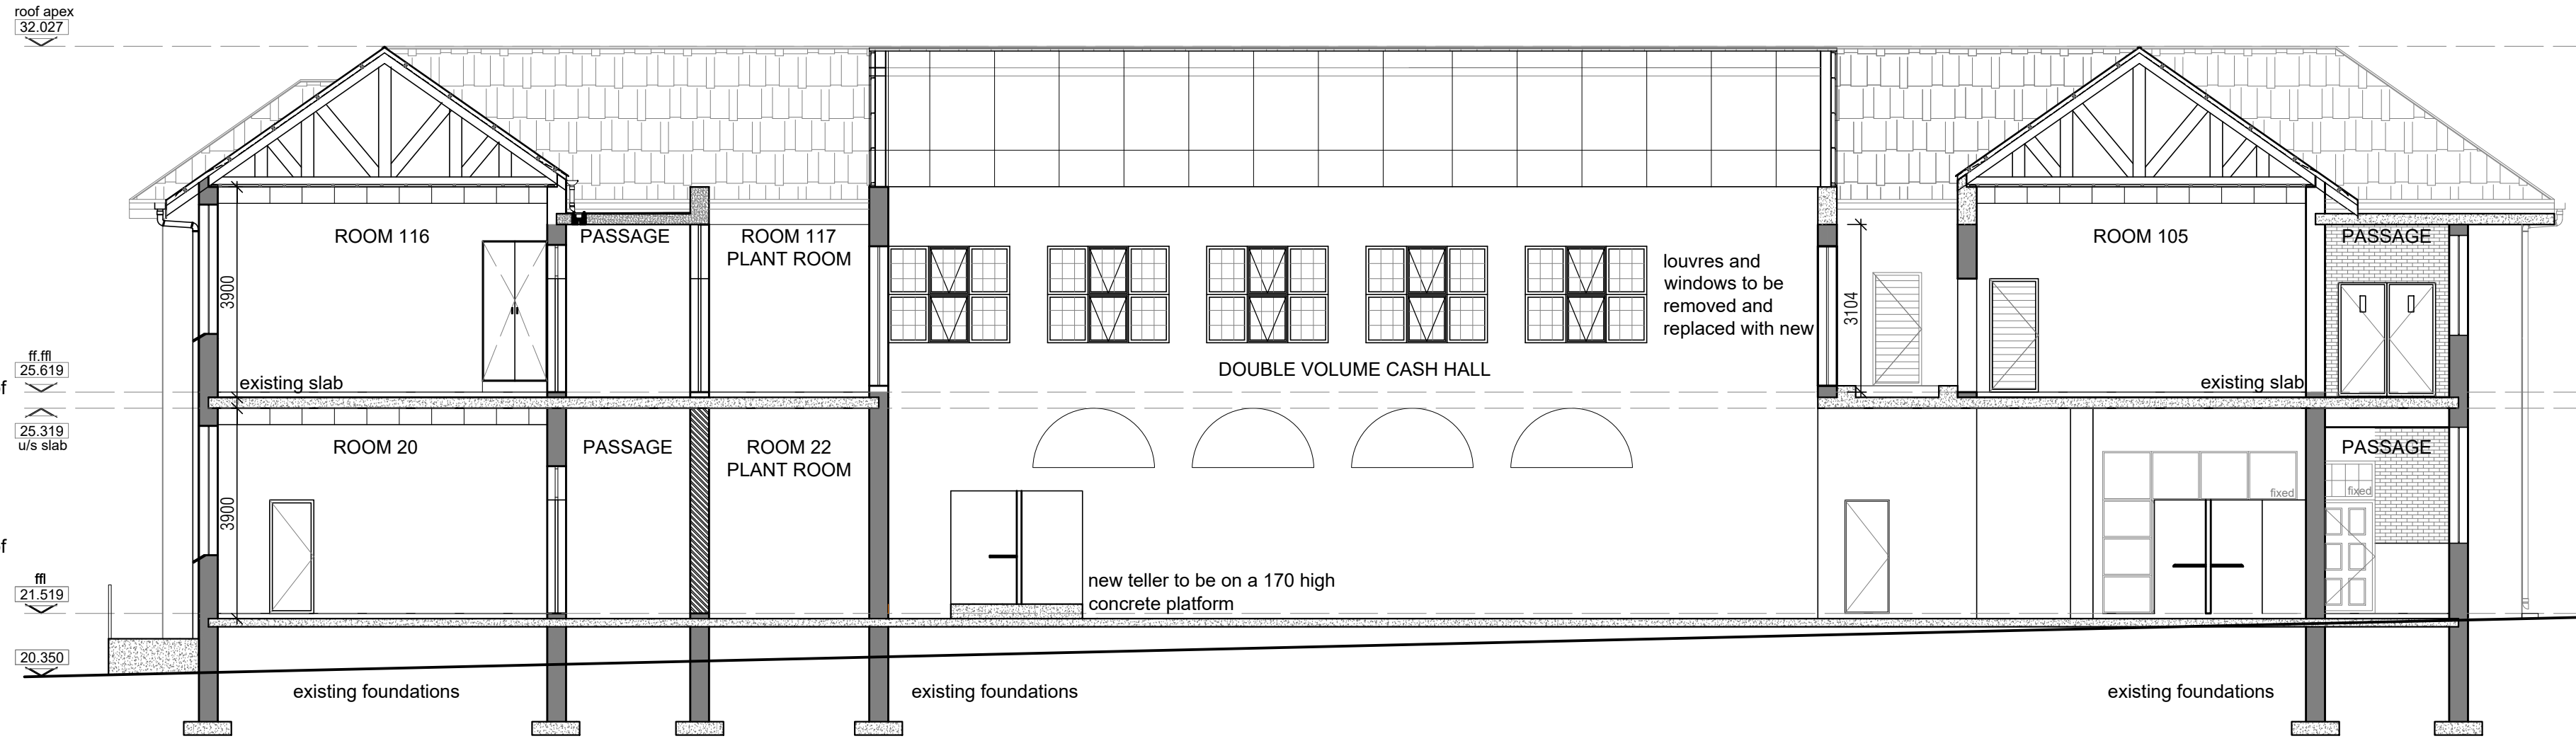 roof apex
32.027
ROOM 116
PASSAGE
ROOM 117
PLANT ROOM
ROOM 105
PASSAGE
louvres and
windows to be
removed and
replaced with new
3900
3104
DOUBLE VOLUME CASH HALL
ff.ffl
25.619
existing slab
existing slab
of
25.319
u/s slab
ROOM 20
PASSAGE
ROOM 22
PLANT ROOM
PASSAGE
fixed
fixed
3900
of
ffl
21.519
new teller to be on a 170 high
concrete platform
20.350
existing foundations
existing foundations
existing foundations